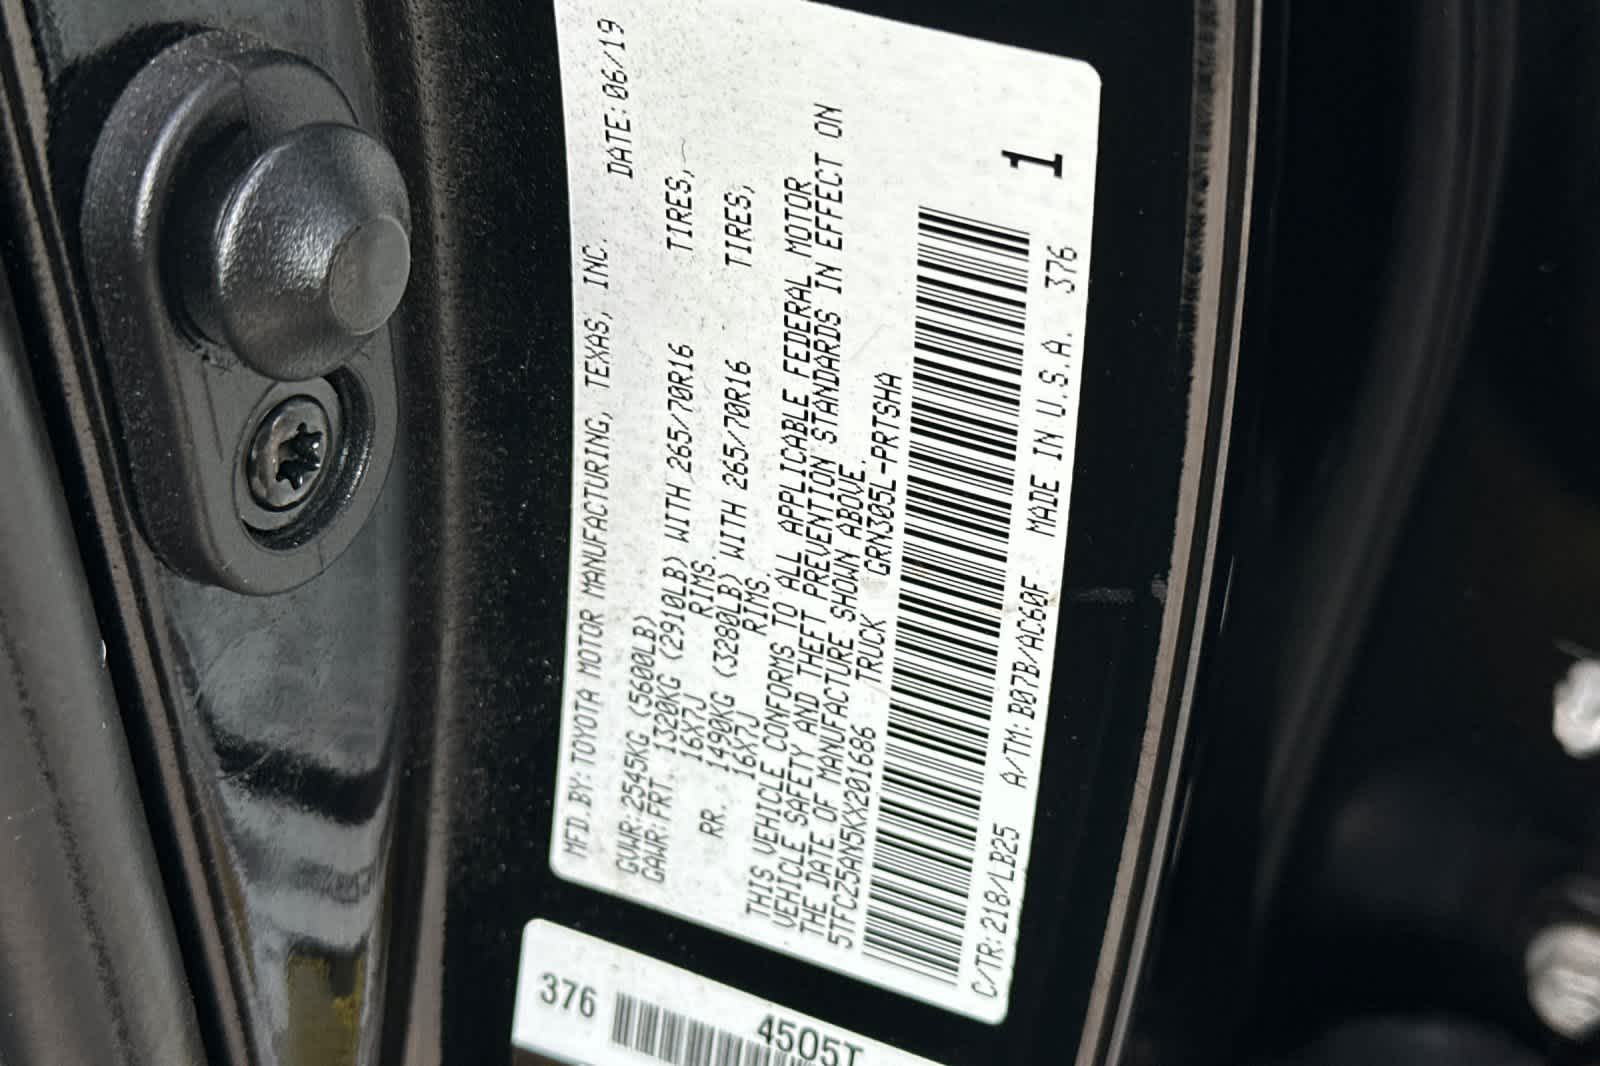 MFD.BY:TOYOTA MOTOR MANUFACTURING, TEXAS, INC.
DATE:06/19
GVWR:2545KG (5600LB)
GAWR:FRT. 1320KG (2910LB) WITH 265/70R16 TIRES,
16X7J RIMS.
RR. 1490KG (3280LB) WITH 265/70R16 TIRES,
16X7J RIMS.
THIS VEHICLE CONFORMS TO ALL APPLICABLE FEDERAL MOTOR
VEHICLE SAFETY AND THEFT PREVENTION STANDARDS IN EFFECT ON
THE DATE OF MANUFACTURE SHOWN ABOVE.
5TFCZ5AN5KX201686 TRUCK GRN305L-PRTSHA
1
C/TR:218/LB25 A/TM:B07B/AC60F MADE IN U.S.A. 376
376
4505T